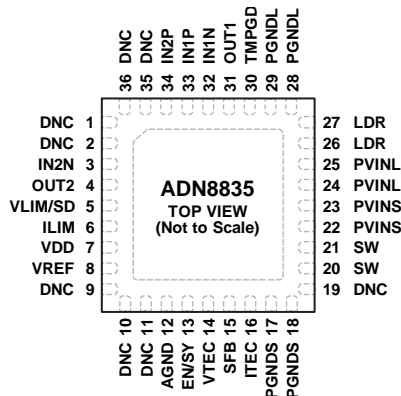 36 DNC
35 DNC
34 IN2P
33 IN1P
32 IN1N
31 OUT1
30 TMPGD
29 PGNDL
28 PGNDL
DNC 1
DNC 2
IN2N 3
OUT2 4
VLIM/SD 5
ILIM 6
VDD 7
VREF 8
DNC 9
ADN8835
TOP VIEW
(Not to Scale)
27 LDR
26 LDR
25 PVINL
24 PVINL
23 PVINS
22 PVINS
21 SW
20 SW
19 DNC
DNC 10
DNC 11
AGND 12
EN/SY 13
VTEC 14
SFB 15
ITEC 16
PGNDS 17
PGNDS 18